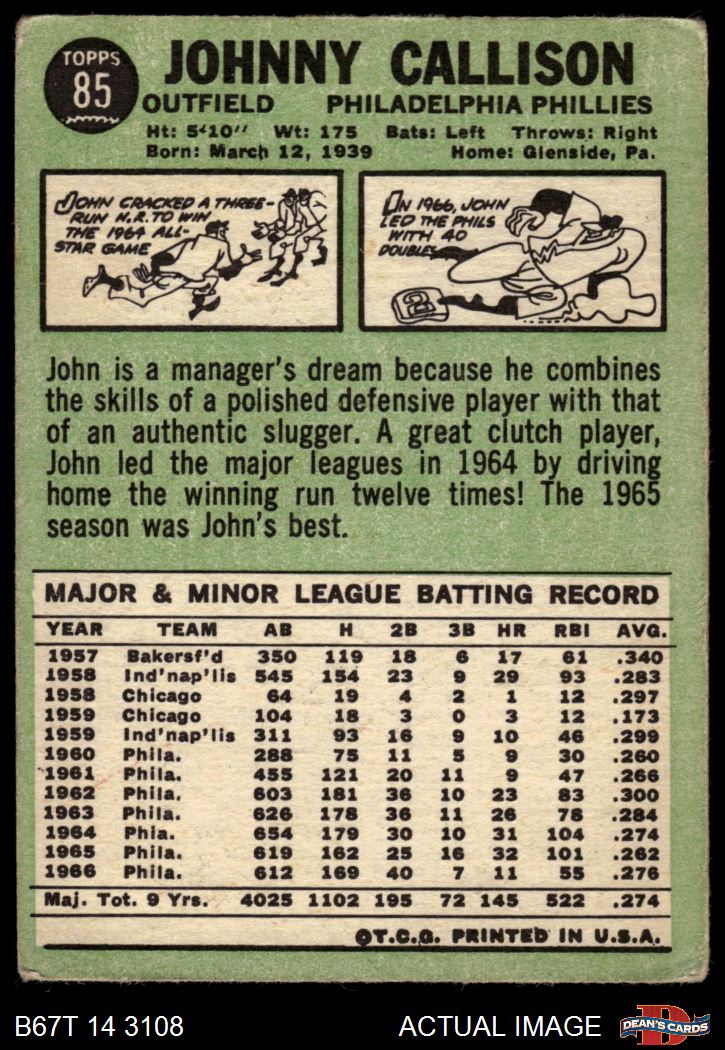 TOPPS
85
JOHNNY CALLISON
OUTFIELD PHILADELPHIA PHILLIES
Ht: 5'10" Wt: 175 Bats: Left Throws: Right
Born: March 12, 1939 Home: Glenside, Pa.
JOHN CRACKED A THREE-
RUN H.R. TO WIN
THE 1964 ALL-
STAR GAME
IN 1966, JOHN
LED THE PHILS
WITH 40
DOUBLES
W
2
John is a manager's dream because he combines
the skills of a polished defensive player with that
of an authentic slugger. A great clutch player,
John led the major leagues in 1964 by driving
home the winning run twelve times! The 1965
season was John's best.
MAJOR & MINOR LEAGUE BATTING RECORD
YEAR TEAM AB H 2B 3B HR RBI AVG.
1957 Bakersf'd 350 119 18 6 17 61 .340
1958 Ind'nap'lis 545 154 23 9 29 93 .283
1958 Chicago 64 19 4 2 1 12 .297
1959 Chicago 104 18 3 0 3 12 .173
1959 Ind'nap'lis 311 93 16 9 10 46 .299
1960 Phila. 288 75 11 5 9 30 .260
1961 Phila. 455 121 20 11 9 47 .266
1962 Phila. 603 181 36 10 23 83 .300
1963 Phila. 626 178 36 11 26 78 .284
1964 Phia. 654 179 30 10 31 104 .274
1965 Phila. 619 162 25 16 32 101 .262
1966 Phila. 612 169 40 7 11 55 .276
Maj. Tot. 9 Yrs. 4025 1102 195 72 145 522 .274
©T.C.G. PRINTED IN U.S.A.
B67T 14 3108 ACTUAL IMAGE
D
DEAN'S CARDS